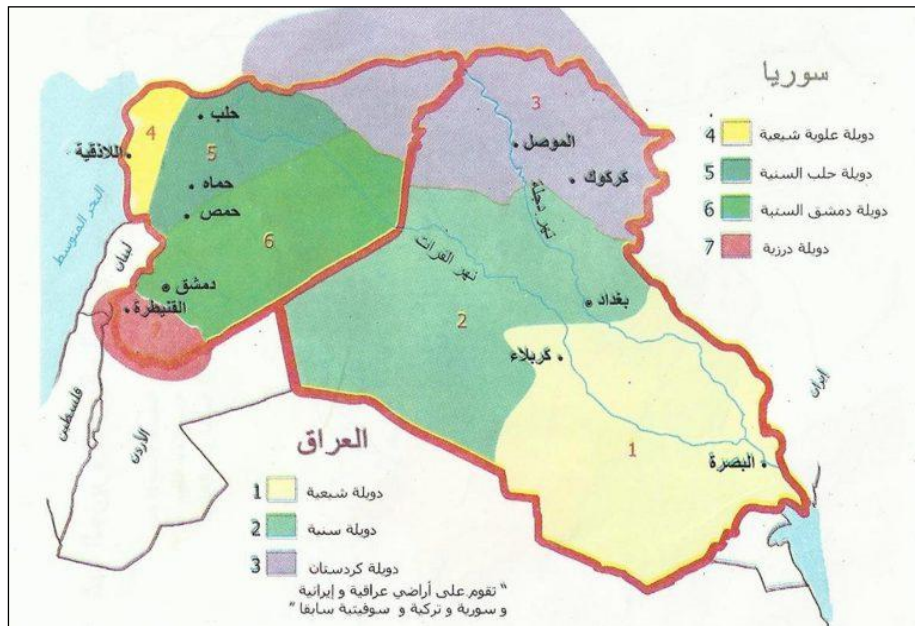 سوريا
4 دويلة علوية شيعية
5 دويلة حلب السنية
6 دويلة دمشق السنية
7 دويلة درزية
3
حلب
4
اللاذقية
5
حماه
حمص
6
البحر المتوسط
لبنان
دمشق
القنيطرة
7
فلسطين
الأردن
الموصل
كركوك
نهر دجلة
نهر الفرات
بغداد
2
كربلاء
إيران
1
البصرة
العراق
1 دويلة شيعية
2 دويلة سنية
3 دويلة كردستان
" تقوم على أراضي عراقية و إيرانية
و سورية و تركية و سوفيتية سابقا "